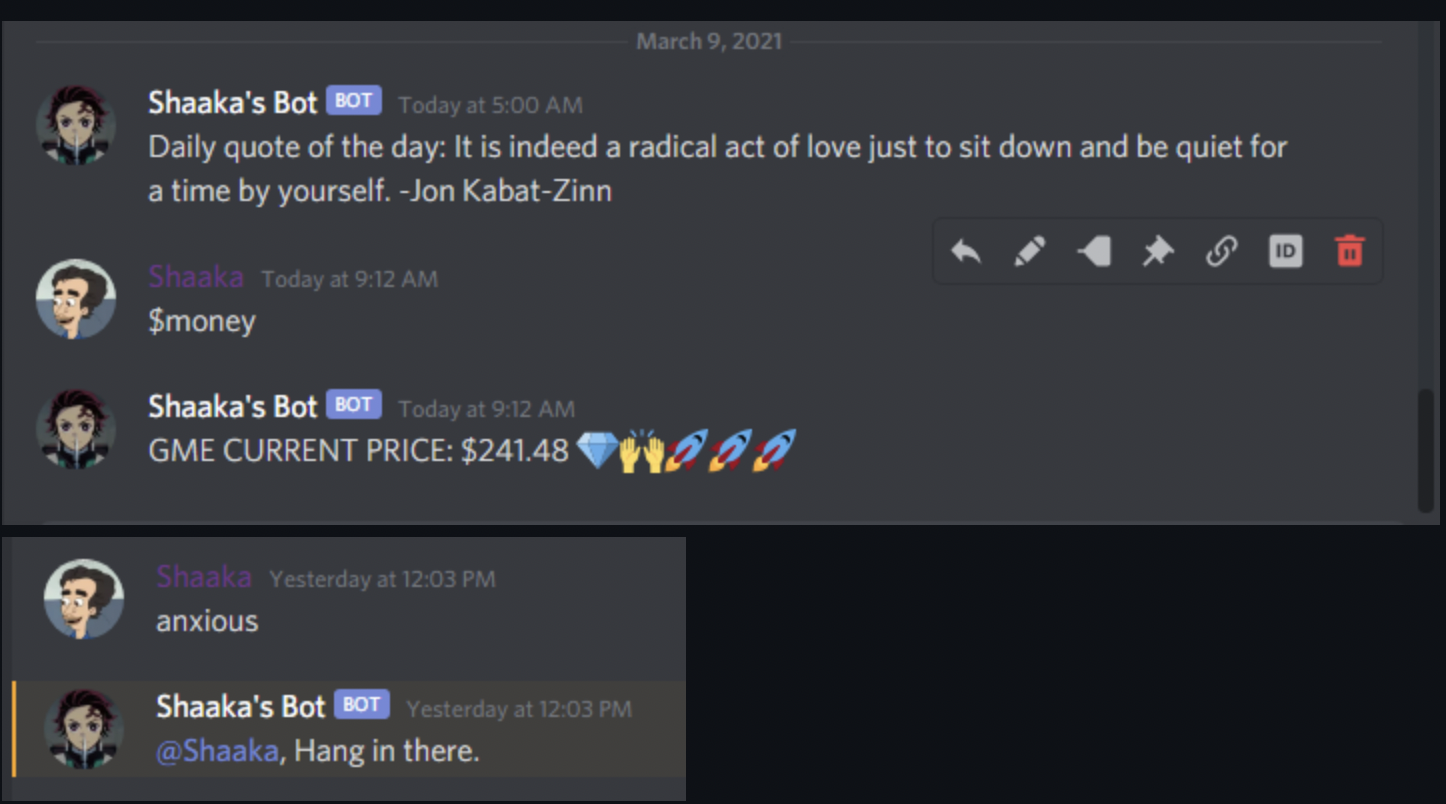 March 9, 2021
Shaaka's Bot BOT Today at 5:00 AM
Daily quote of the day: It is indeed a radical act of love just to sit down and be quiet for
a time by yourself. -Jon Kabat-Zinn
ID
Shaaka Today at 9:12 AM
$money
Shaaka's Bot BOT Today at 9:12 AM
GME CURRENT PRICE: $241.48 💎🙌🚀🚀🚀
Shaaka Yesterday at 12:03 PM
anxious
Shaaka's Bot BOT Yesterday at 12:03 PM
@Shaaka, Hang in there.